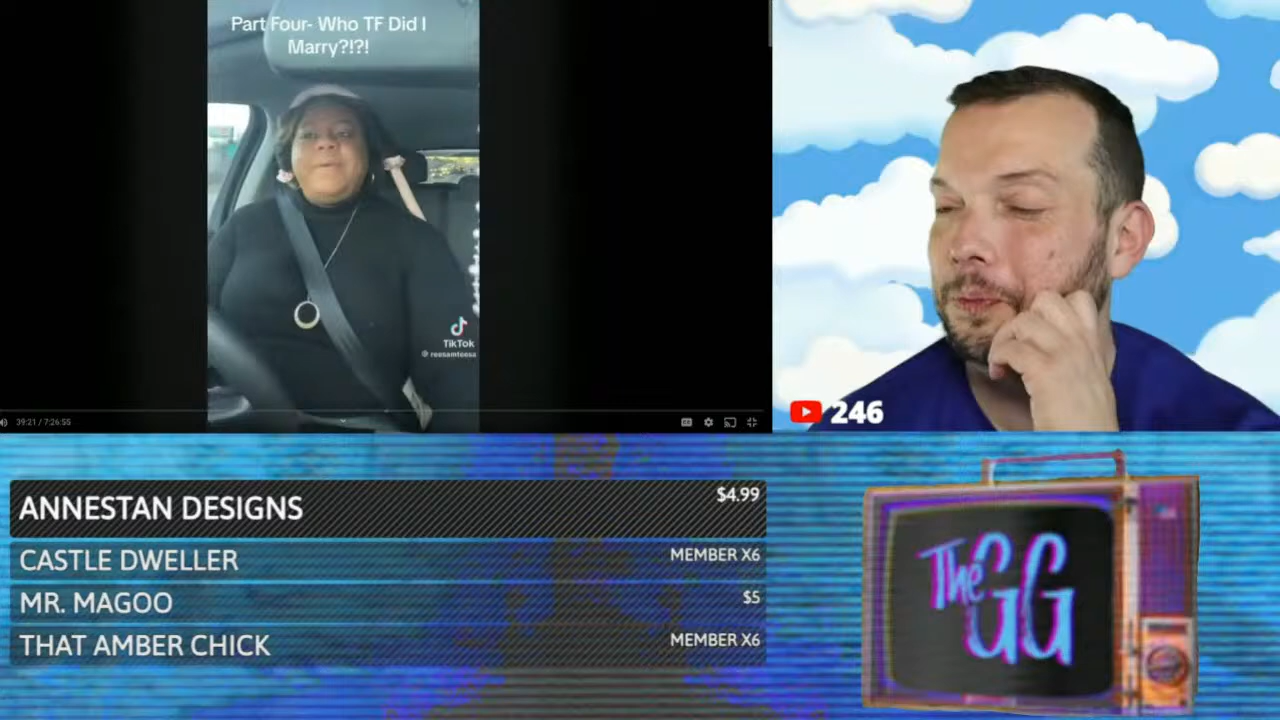 Part Four- Who TF Did I
Marry?!?!
TikTok
reesamteesa
39:21 / 7:26:55
246
ANNESTAN DESIGNS
$4.99
CASTLE DWELLER
MEMBER X6
MR. MAGOO
$5
THAT AMBER CHICK
MEMBER X6
The GG